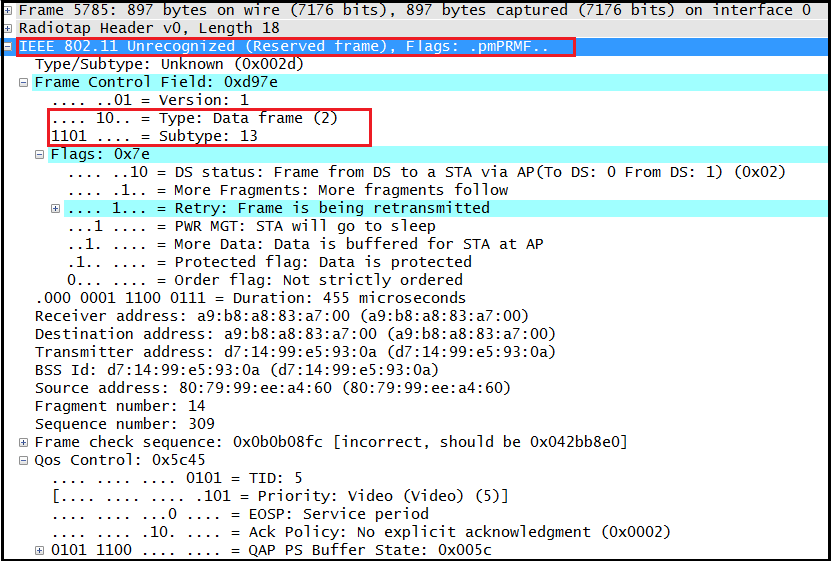 Frame 5785: 897 bytes on wire (7176 bits), 897 bytes captured (7176 bits) on interface 0
Radiotap Header v0, Length 18
IEEE 802.11 Unrecognized (Reserved frame), Flags: .pmPRMF..
Type/Subtype: Unknown (0x002d)
Frame Control Field: 0xd97e
.... ..01 = Version: 1
.... 10.. = Type: Data frame (2)
1101 .... = Subtype: 13
Flags: 0x7e
.... ..10 = DS status: Frame from DS to a STA via AP(To DS: 0 From DS: 1) (0x02)
.... .1.. = More Fragments: More fragments follow
.... 1... = Retry: Frame is being retransmitted
...1 .... = PWR MGT: STA will go to sleep
..1. .... = More Data: Data is buffered for STA at AP
.1.. .... = Protected flag: Data is protected
0... .... = Order flag: Not strictly ordered
.000 0001 1100 0111 = Duration: 455 microseconds
Receiver address: a9:b8:a8:83:a7:00 (a9:b8:a8:83:a7:00)
Destination address: a9:b8:a8:83:a7:00 (a9:b8:a8:83:a7:00)
Transmitter address: d7:14:99:e5:93:0a (d7:14:99:e5:93:0a)
BSS Id: d7:14:99:e5:93:0a (d7:14:99:e5:93:0a)
Source address: 80:79:99:ee:a4:60 (80:79:99:ee:a4:60)
Fragment number: 14
Sequence number: 309
Frame check sequence: 0x0b0b08fc [incorrect, should be 0x042bb8e0]
Qos Control: 0x5c45
.... .... .... 0101 = TID: 5
[.... .... .... .101 = Priority: Video (Video) (5)]
.... .... ...0 .... = EOSP: Service period
.... .... .10. .... = Ack Policy: No explicit acknowledgment (0x0002)
0101 1100 .... .... = QAP PS Buffer State: 0x005c